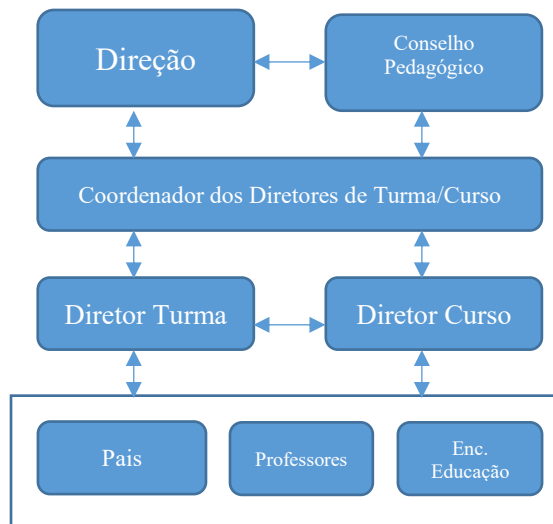 Direção
Conselho
Pedagógico
Coordenador dos Diretores de Turma/Curso
Diretor Turma
Diretor Curso
Pais
Professores
Enc.
Educação